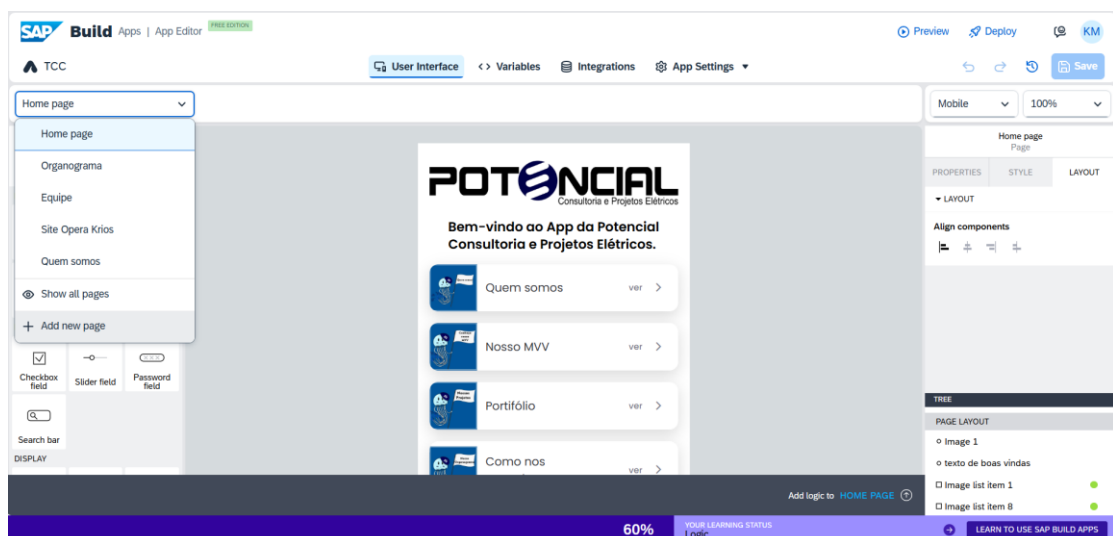 SAP Build Apps | App Editor FREE EDITION
Preview Deploy KM
TCC User Interface <> Variables Integrations App Settings Save
Home page Mobile 100%
Home page
Organograma
Equipe
Site Opera Krios
Quem somos
Show all pages
+ Add new page
Checkbox field
Slider field
Password field
Search bar
DISPLAY
POTENCIAL
Consultoria e Projetos Elétricos
Bem-vindo ao App da Potencial
Consultoria e Projetos Elétricos.
Quem somos ver >
Nosso MVV ver >
Portifólio ver >
Como nos ver >
Home page
Page
PROPERTIES STYLE LAYOUT
LAYOUT
Align components
TREE
PAGE LAYOUT
Image 1
texto de boas vindas
Image list item 1
Image list item 8
Add logic to HOME PAGE
60% YOUR LEARNING STATUS
Logic
LEARN TO USE SAP BUILD APPS